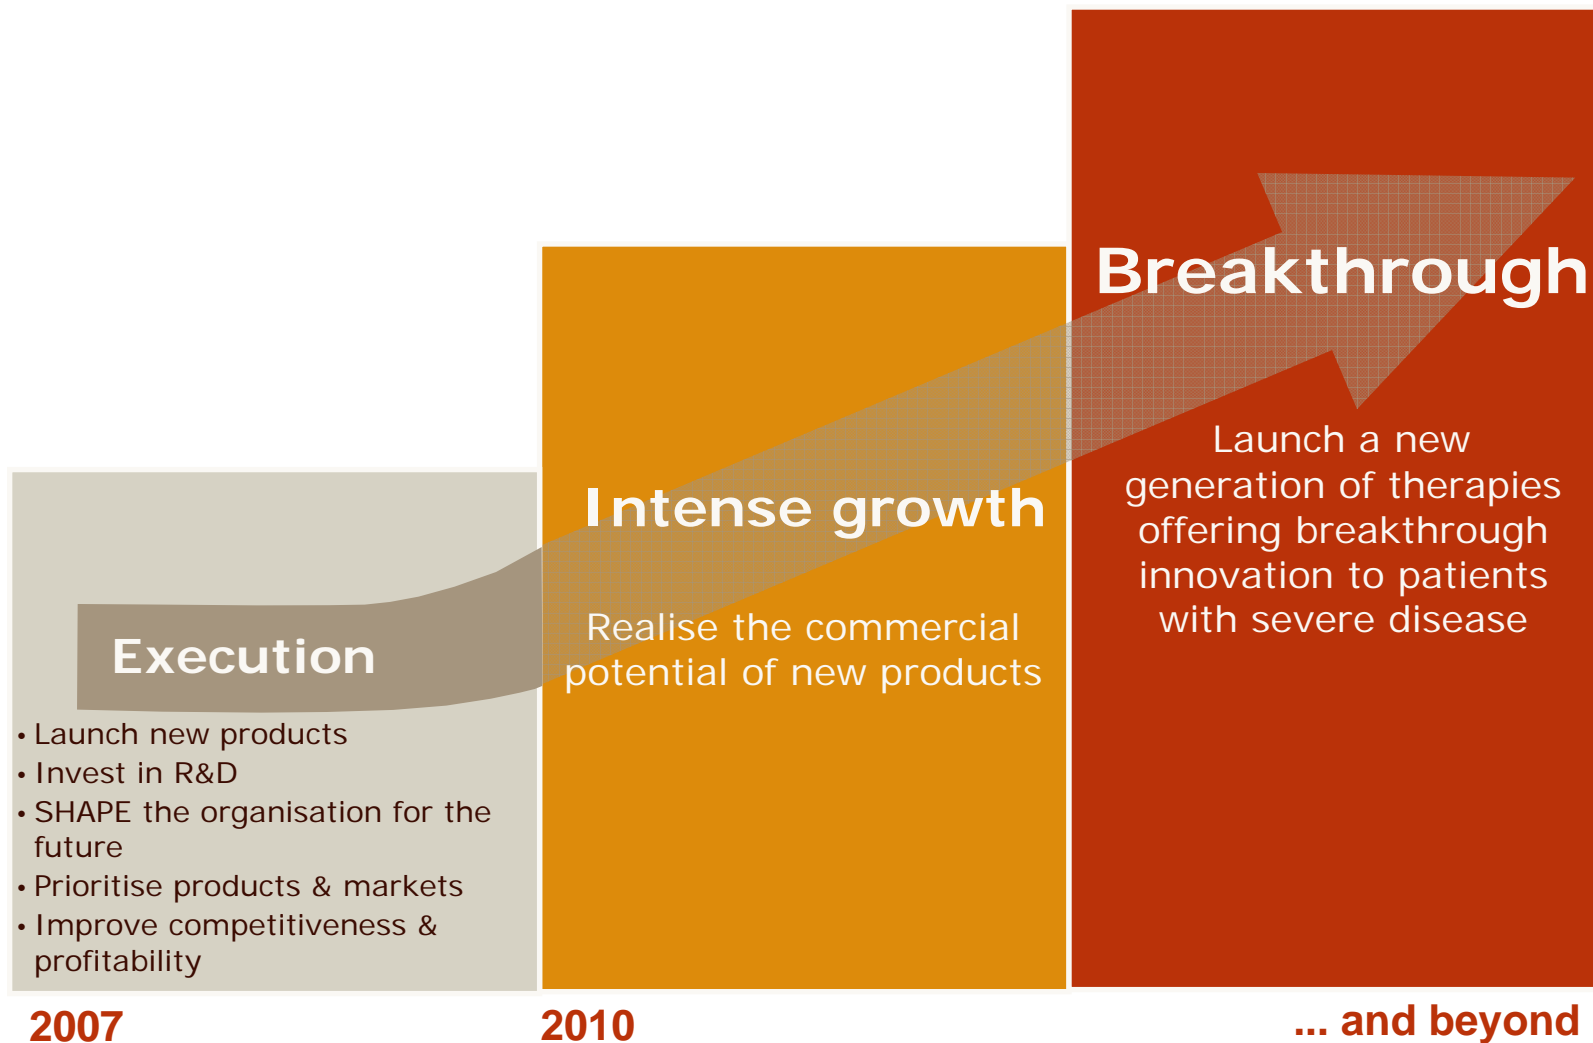 Execution
• Launch new products
• Invest in R&D
• SHAPE the organisation for the
future
• Prioritise products & markets
• Improve competitiveness &
profitability
Intense growth
Realise the commercial
potential of new products
Breakthrough
Launch a new
generation of therapies
offering breakthrough
innovation to patients
with severe disease
2007
2010
... and beyond